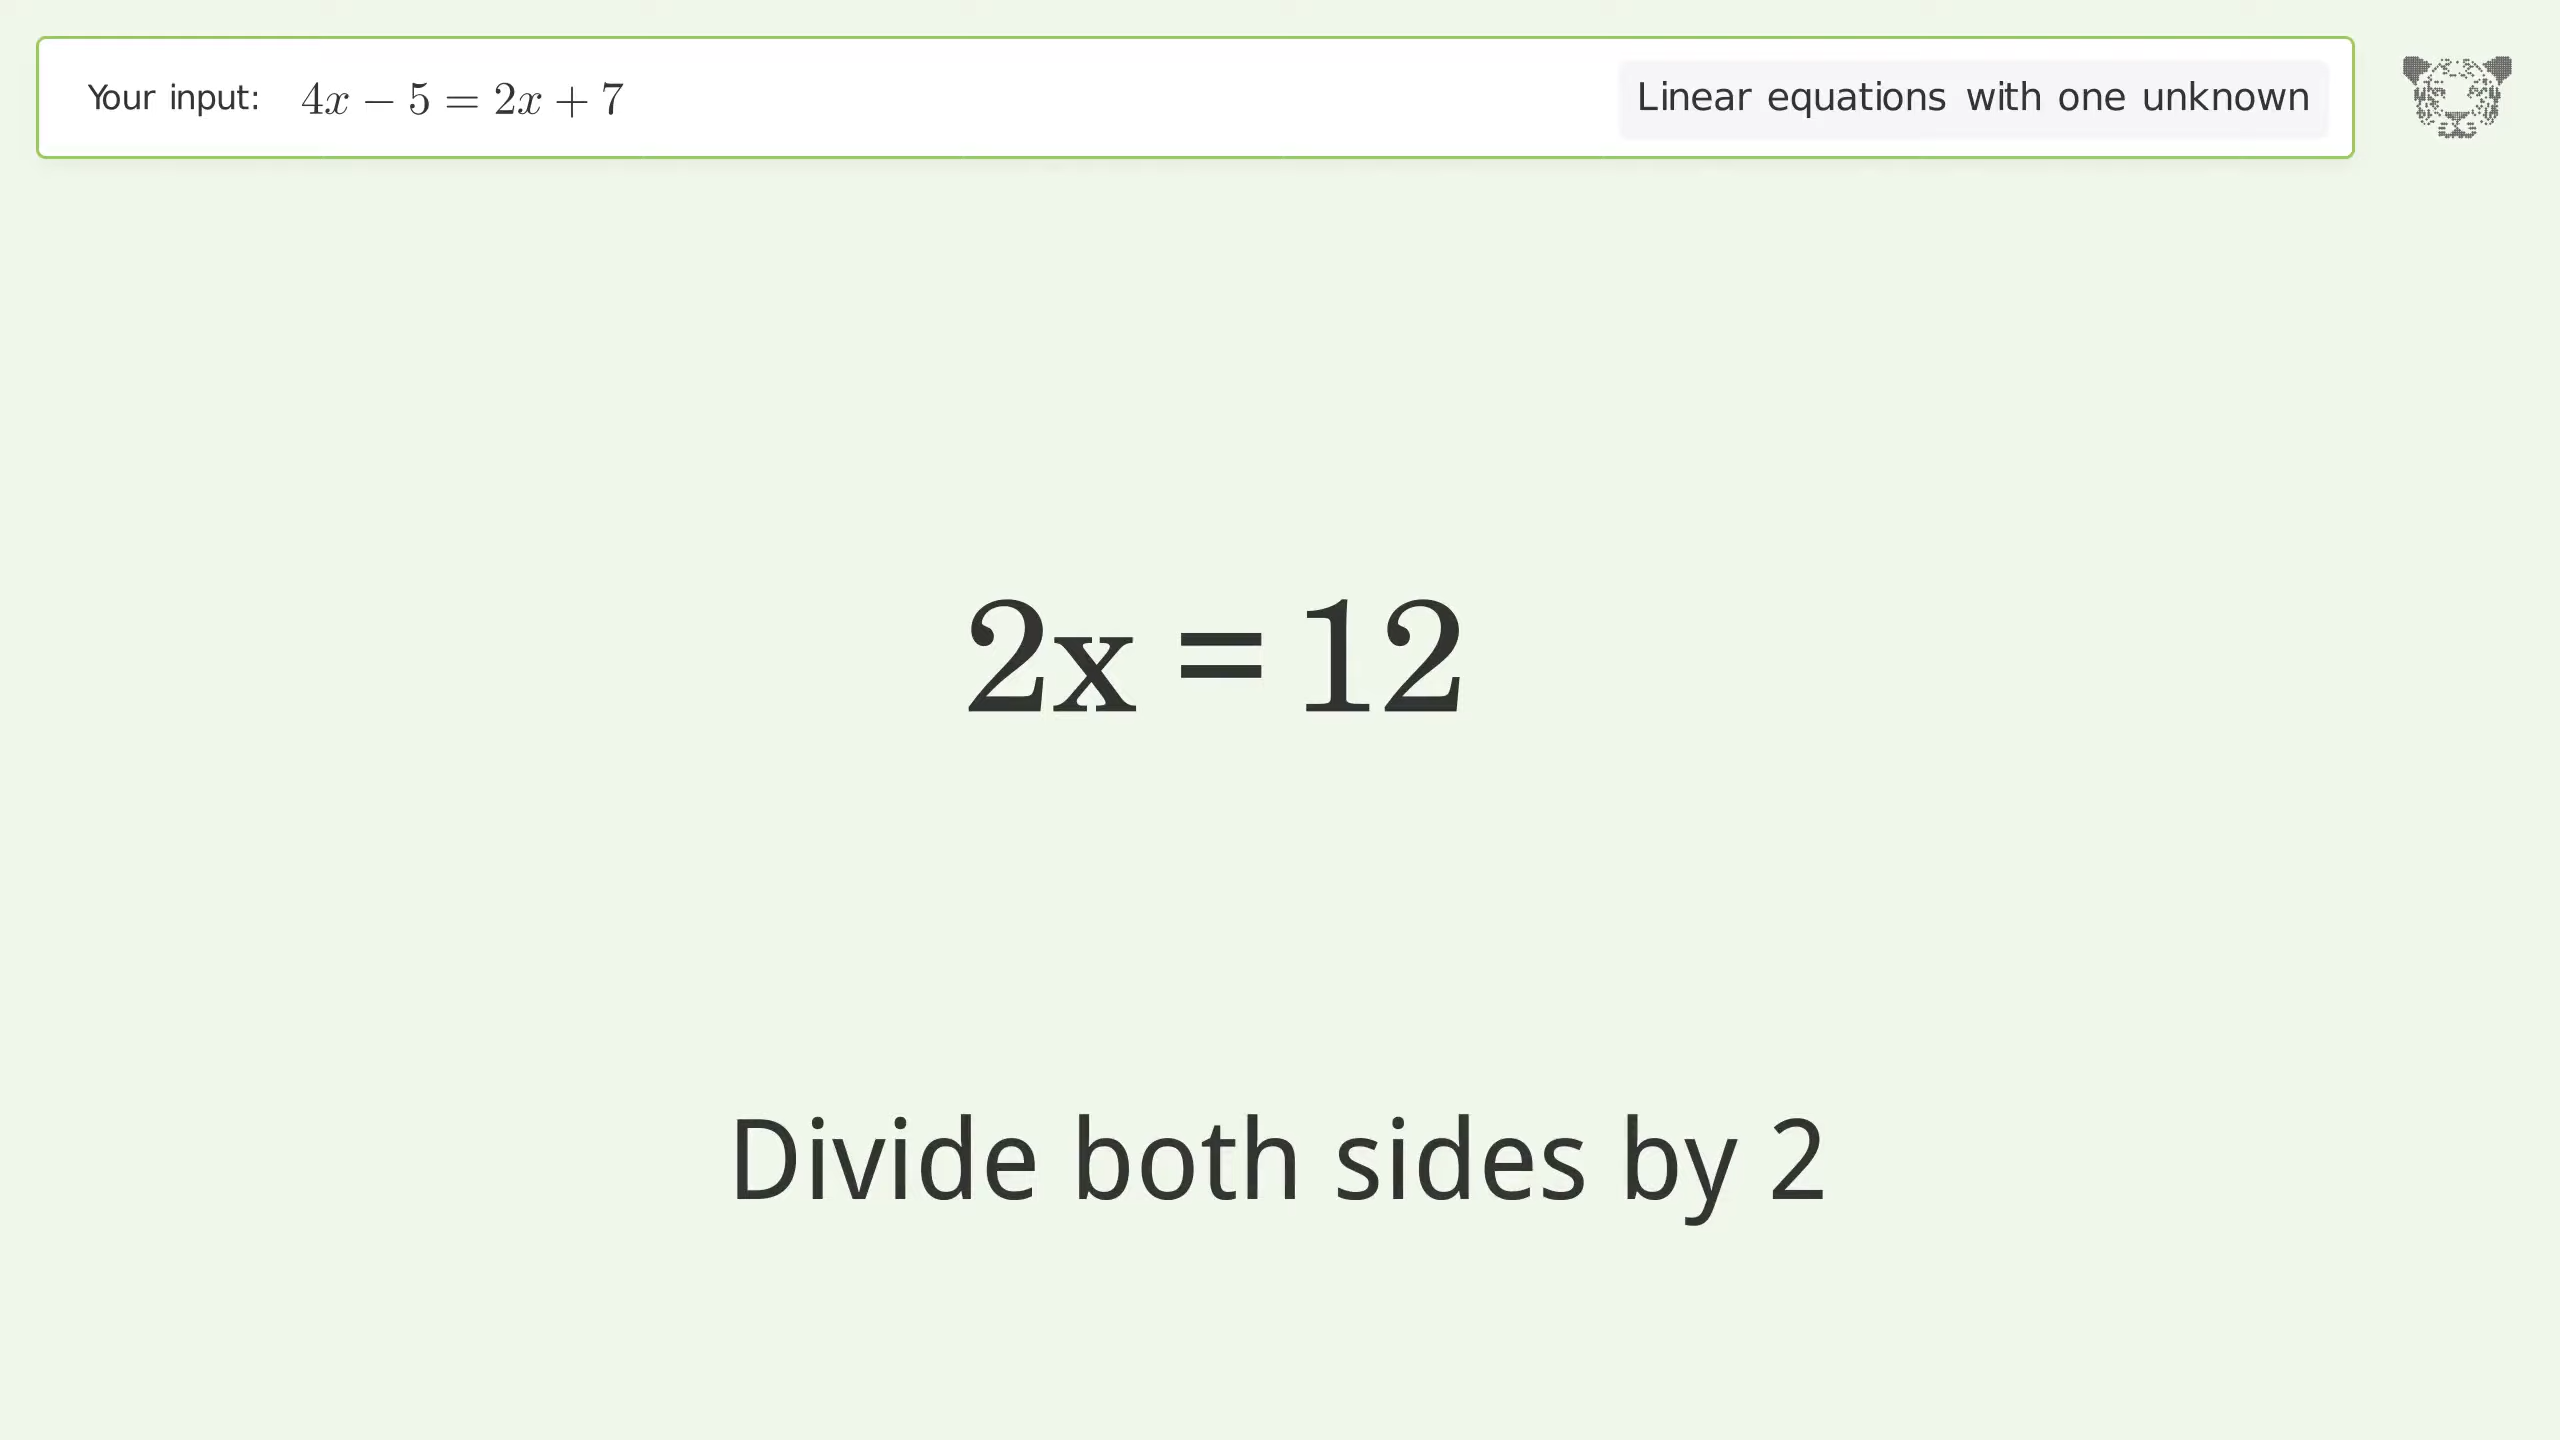 Your input: 4x − 5 = 2x + 7
Linear equations with one unknown
2x = 12
Divide both sides by 2